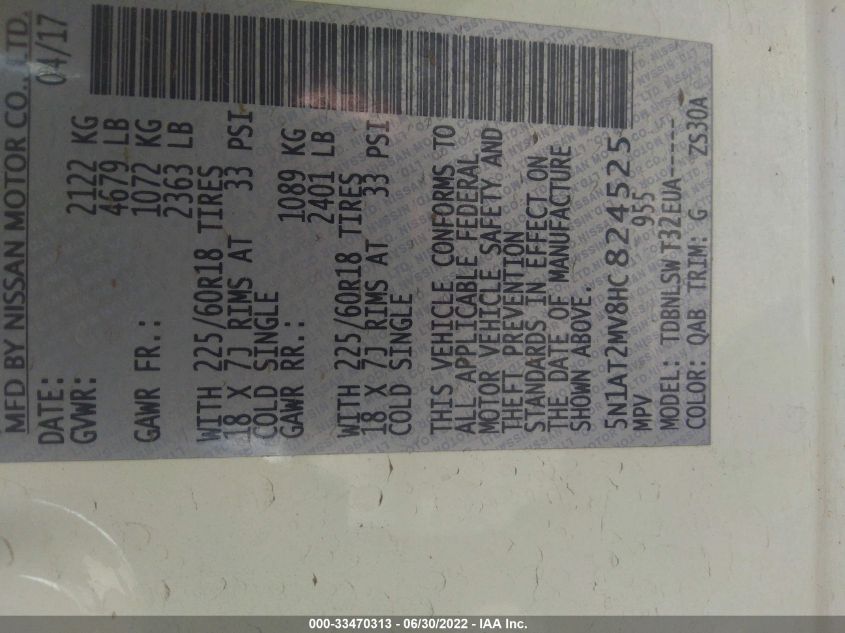 MFD BY NISSAN MOTOR CO., LTD.
DATE: 04/17
GVWR: 2122 KG
4679 LB
GAWR FR.: 1072 KG
2363 LB
WITH 225/60R18 TIRES
18 X 7J RIMS AT 33 PSI
COLD SINGLE
GAWR RR.: 1089 KG
2401 LB
WITH 225/60R18 TIRES
18 X 7J RIMS AT 33 PSI
COLD SINGLE
THIS VEHICLE CONFORMS TO
ALL APPLICABLE FEDERAL
MOTOR VEHICLE SAFETY AND
THEFT PREVENTION
STANDARDS IN EFFECT ON
THE DATE OF MANUFACTURE
SHOWN ABOVE
5N1AT2MV8HC824525
MPV 955
MODEL: TDBNLSW T32EUA-----
COLOR: QAB TRIM: G ZS30A
000-33470313 - 06/30/2022 - IAA Inc.